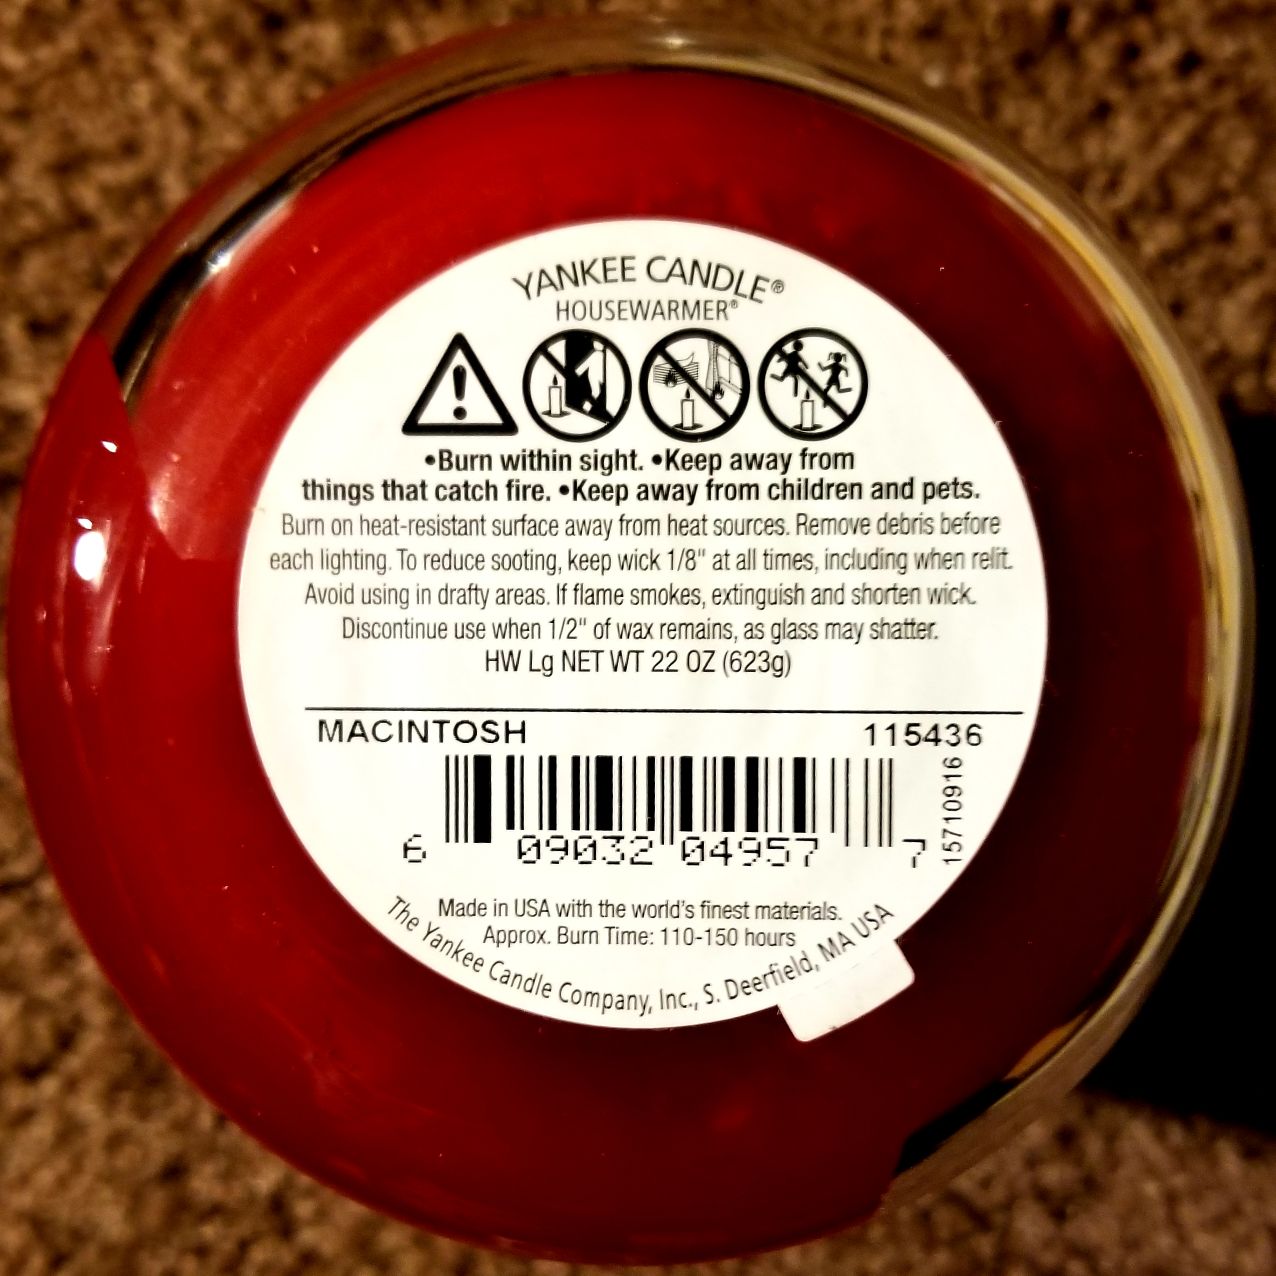 YANKEE CANDLE®
HOUSEWARMER®
•Burn within sight. •Keep away from
things that catch fire. •Keep away from children and pets.
Burn on heat-resistant surface away from heat sources. Remove debris before
each lighting. To reduce sooting, keep wick 1/8" at all times, including when relit.
Avoid using in drafty areas. If flame smokes, extinguish and shorten wick.
Discontinue use when 1/2" of wax remains, as glass may shatter.
HW Lg NET WT 22 OZ (623g)
MACINTOSH 115436
6 09032 04957 7
15710916
Made in USA with the world's finest materials.
Approx. Burn Time: 110-150 hours
The Yankee Candle Company, Inc., S. Deerfield, MA USA